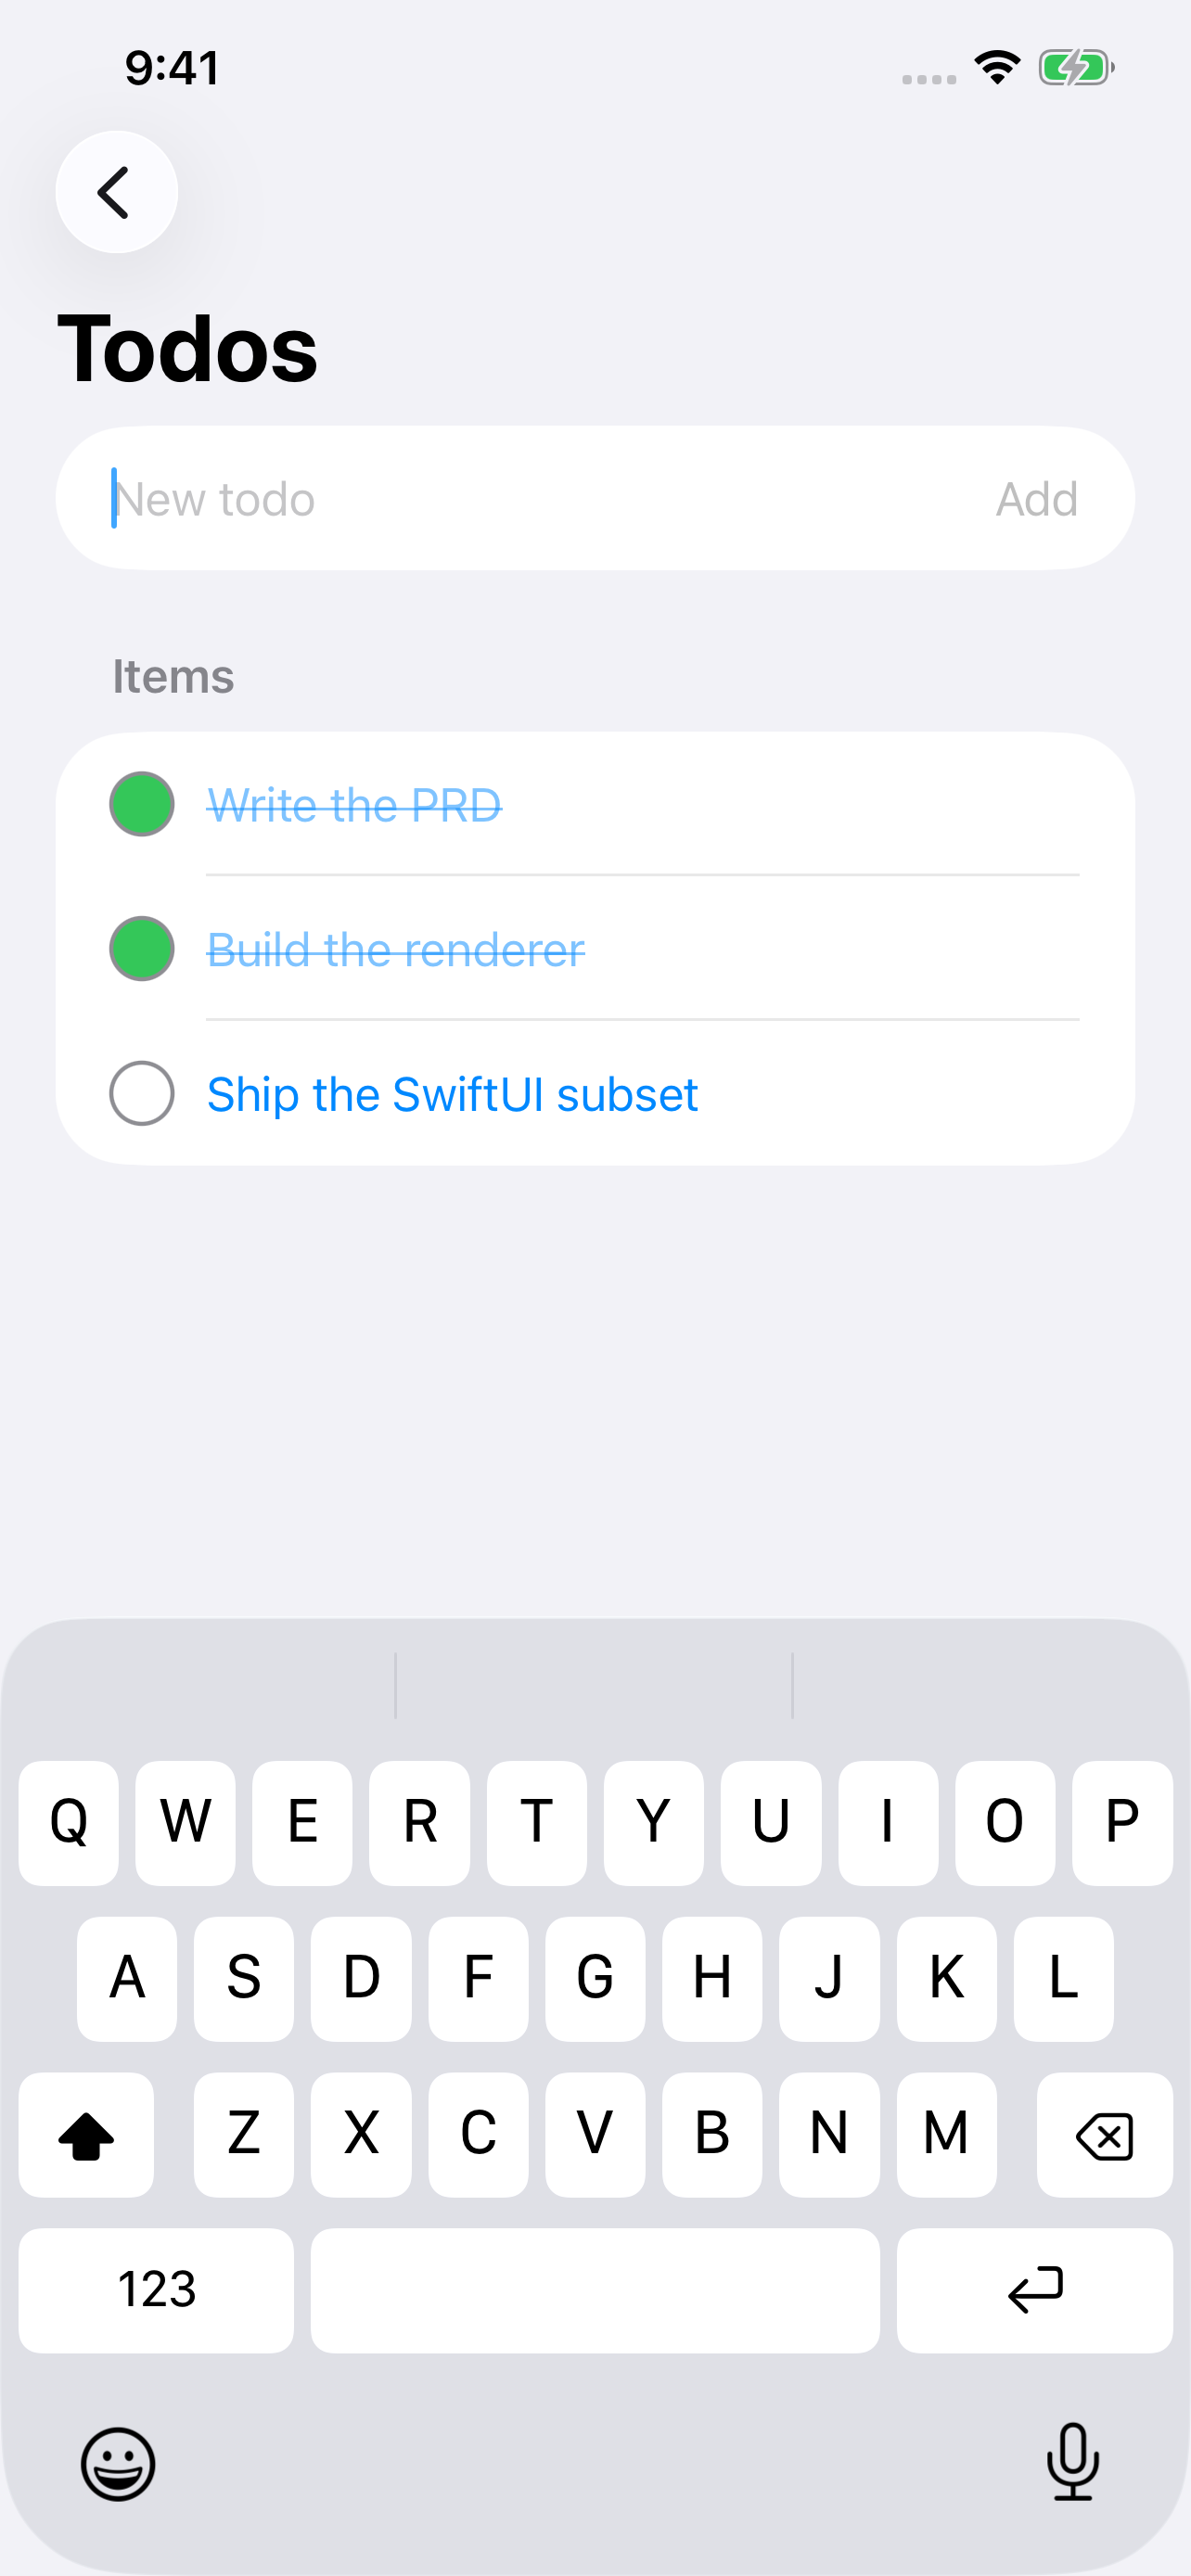 9:41
Todos
New todo Add
Items
Write the PRD
Build the renderer
Ship the SwiftUI subset
Q W E R T Y U I O P
A S D F G H J K L
Z X C V B N M
123